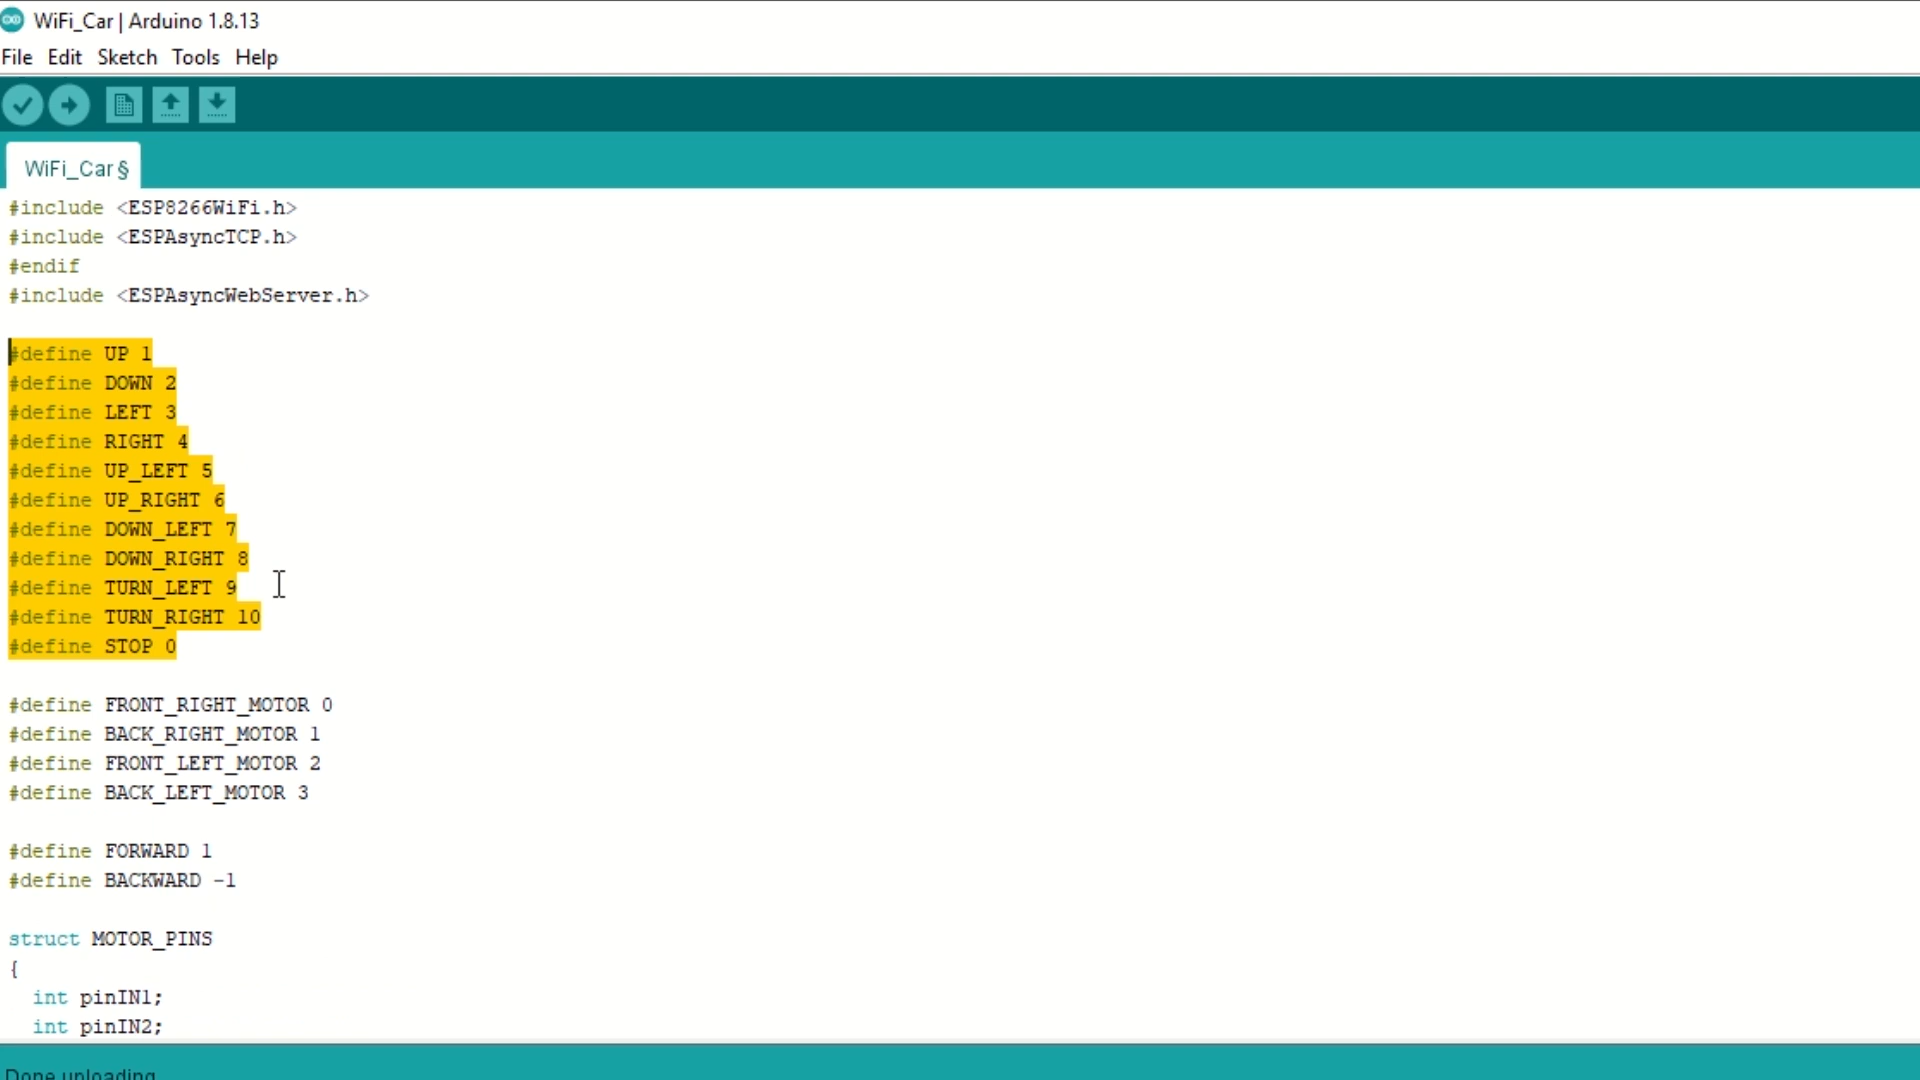 WiFi_Car | Arduino 1.8.13
File Edit Sketch Tools Help
WiFi_Car §
#include <ESP8266WiFi.h>
#include <ESPAsyncTCP.h>
#endif
#include <ESPAsyncWebServer.h>
#define UP 1
#define DOWN 2
#define LEFT 3
#define RIGHT 4
#define UP_LEFT 5
#define UP_RIGHT 6
#define DOWN_LEFT 7
#define DOWN_RIGHT 8
#define TURN_LEFT 9
#define TURN_RIGHT 10
#define STOP 0
#define FRONT_RIGHT_MOTOR 0
#define BACK_RIGHT_MOTOR 1
#define FRONT_LEFT_MOTOR 2
#define BACK_LEFT_MOTOR 3
#define FORWARD 1
#define BACKWARD -1
struct MOTOR_PINS
{
  int pinIN1;
  int pinIN2;
Done uploading